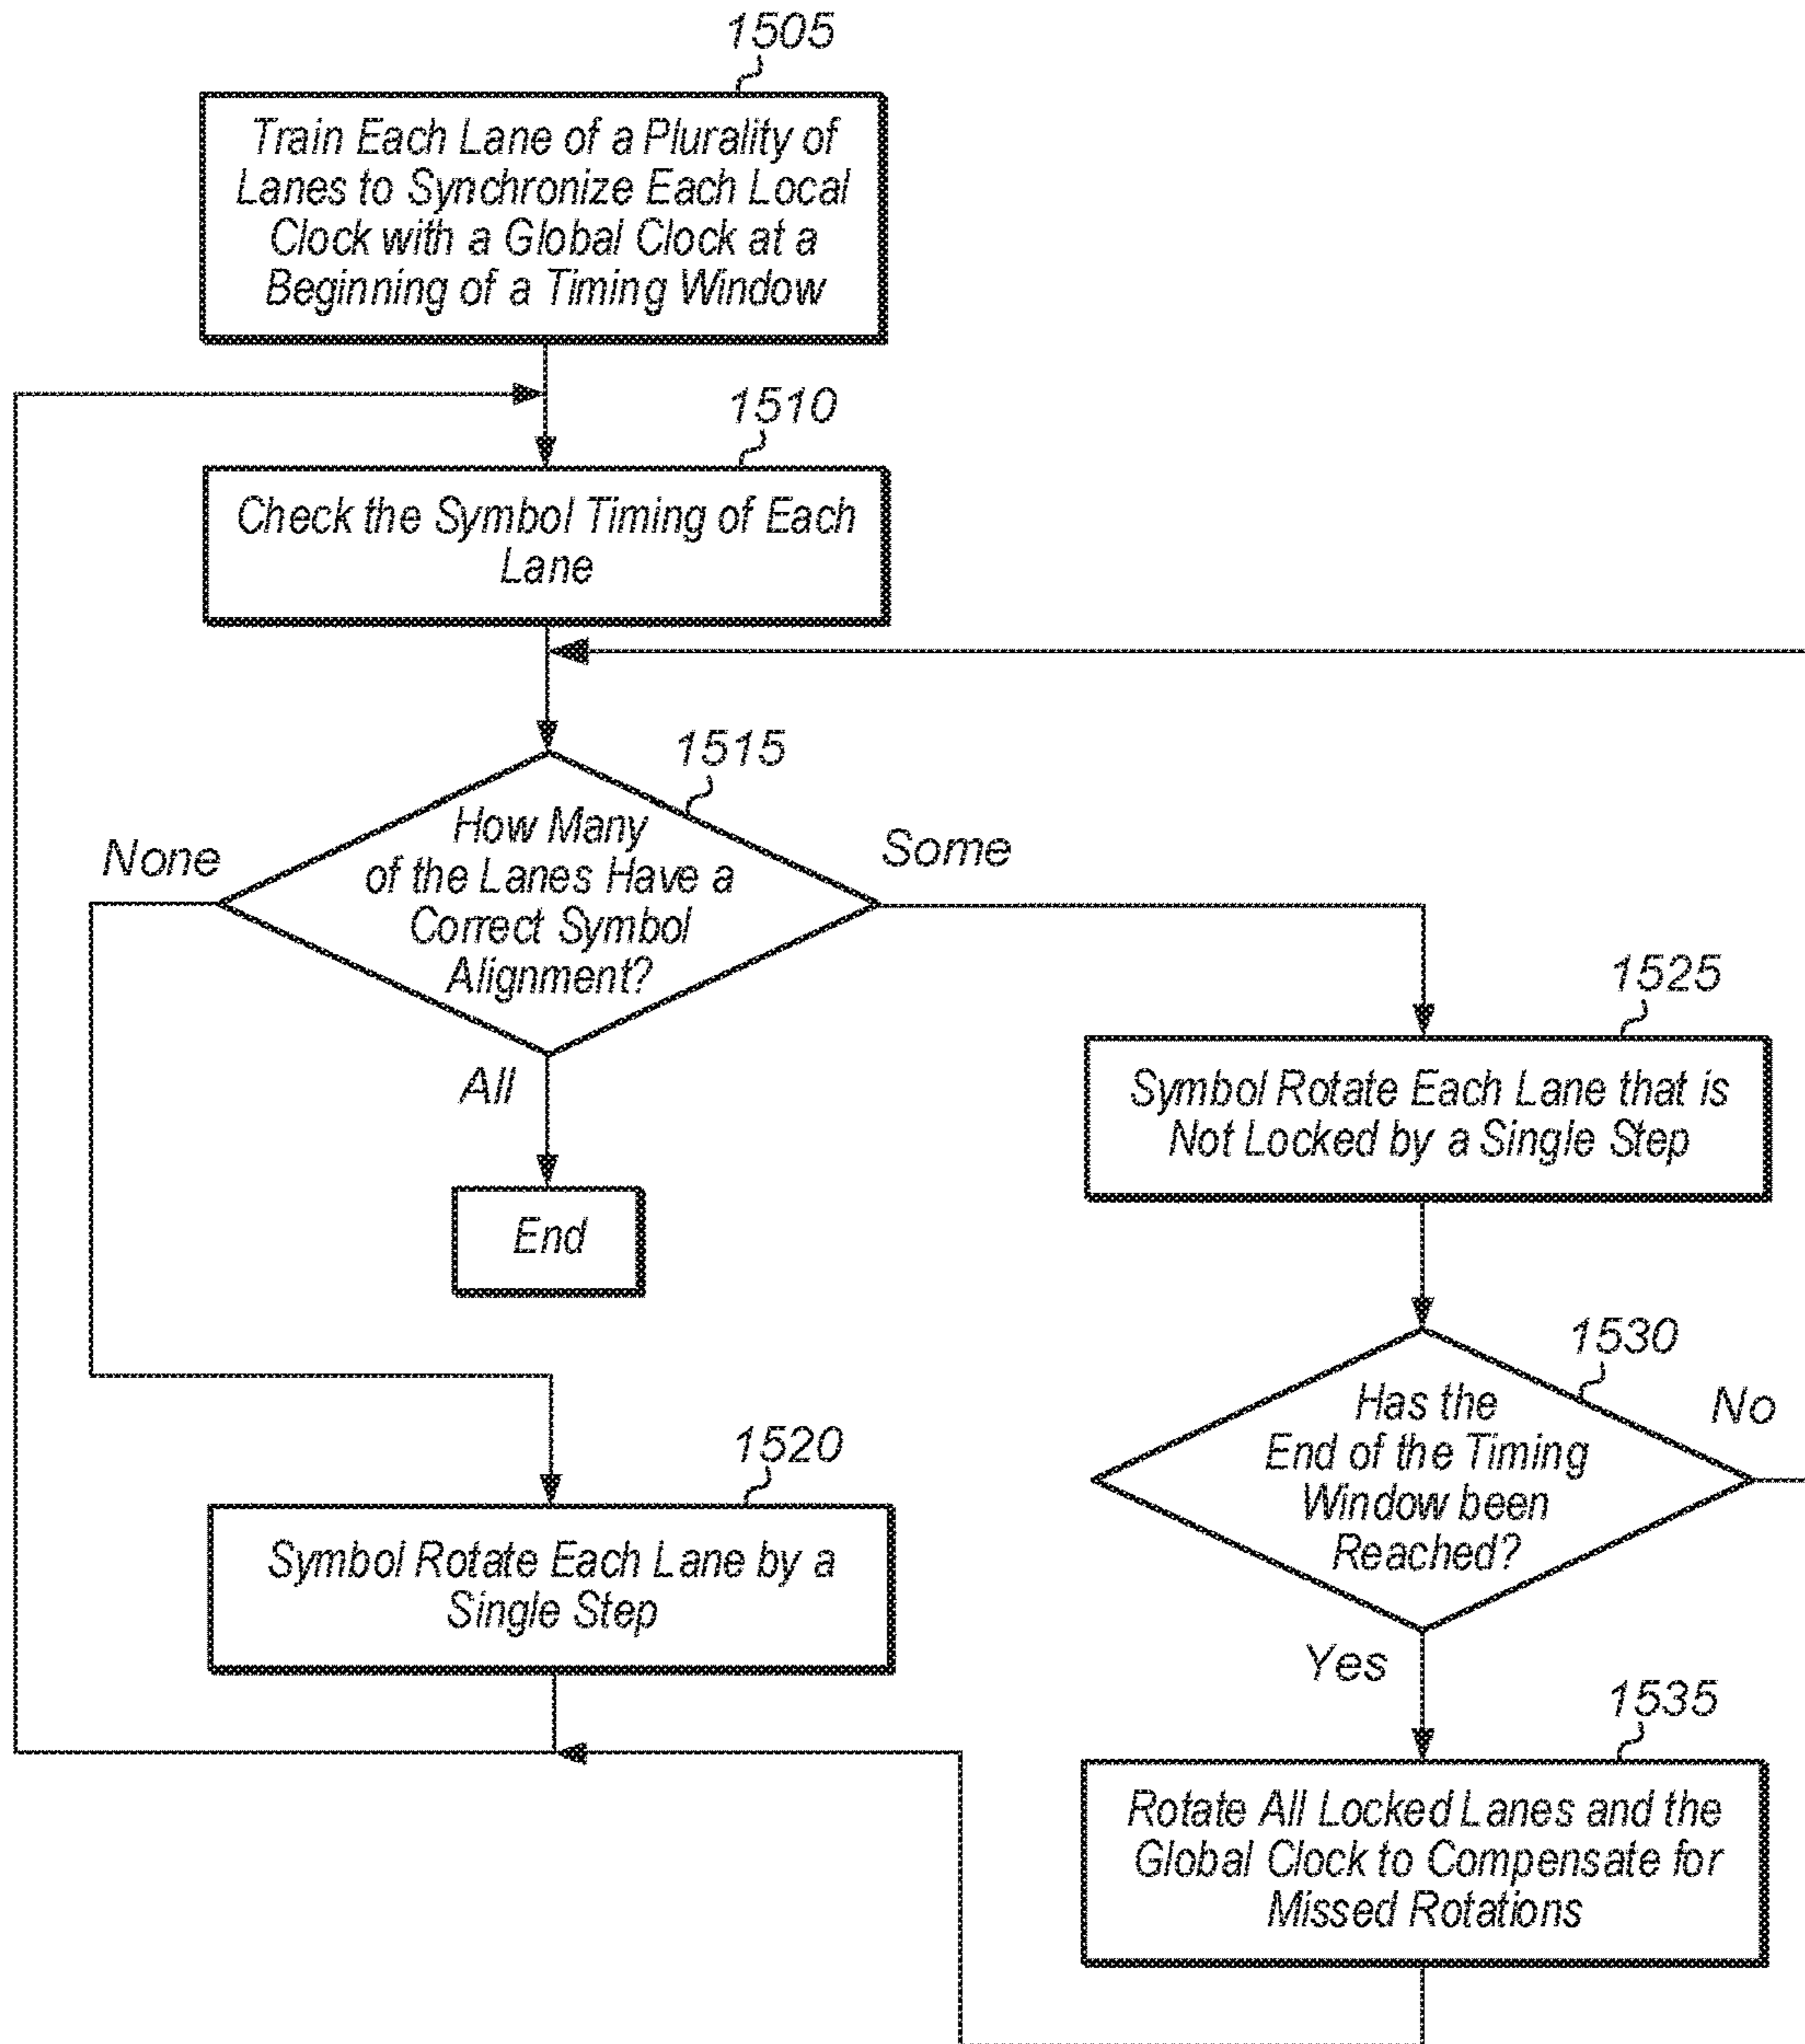 1505
Train Each Lane of a Plurality of
Lanes to Synchronize Each Local
Clock with a Global Clock at a
Beginning of a Timing Window
1510
Check the Symbol Timing of Each
Lane
1515
How Many
of the Lanes Have a
Correct Symbol
Alignment?
None
Some
All
End
1520
Symbol Rotate Each Lane by a
Single Step
1525
Symbol Rotate Each Lane that is
Not Locked by a Single Step
1530
Has the
End of the Timing
Window been
Reached?
No
Yes
1535
Rotate All Locked Lanes and the
Global Clock to Compensate for
Missed Rotations